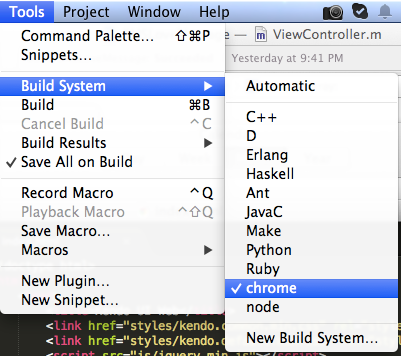 Tools Project Window Help
e — ViewController.m
Yesterday at 9:41 PM
Command Palette... ⇧⌘P
Snippets...
Build System ▶
Build ⌘B
Cancel Build ^C
Build Results ▶
✓ Save All on Build
Record Macro ^Q
Playback Macro ^⇧Q
Save Macro...
Macros ▶
New Plugin...
New Snippet...
Automatic
C++
D
Erlang
Haskell
Ant
JavaC
Make
Python
Ruby
✓ chrome
node
New Build System...
<link href="styles/kendo.
<link href="styles/kendo.